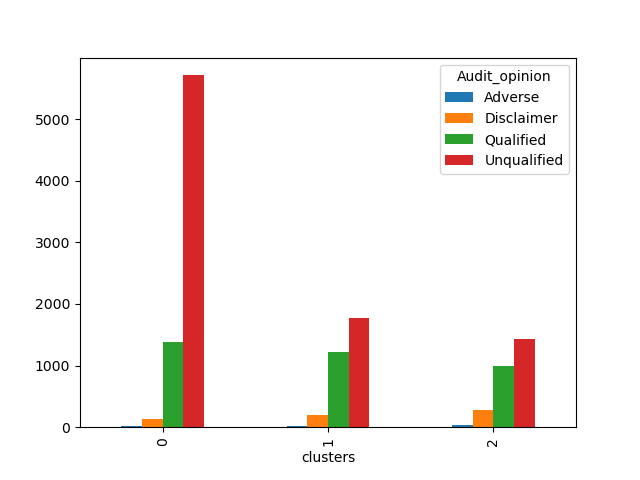 Audit_opinion
Adverse
Disclaimer
Qualified
Unqualified
5000
4000
3000
2000
1000
0
0
1
2
clusters